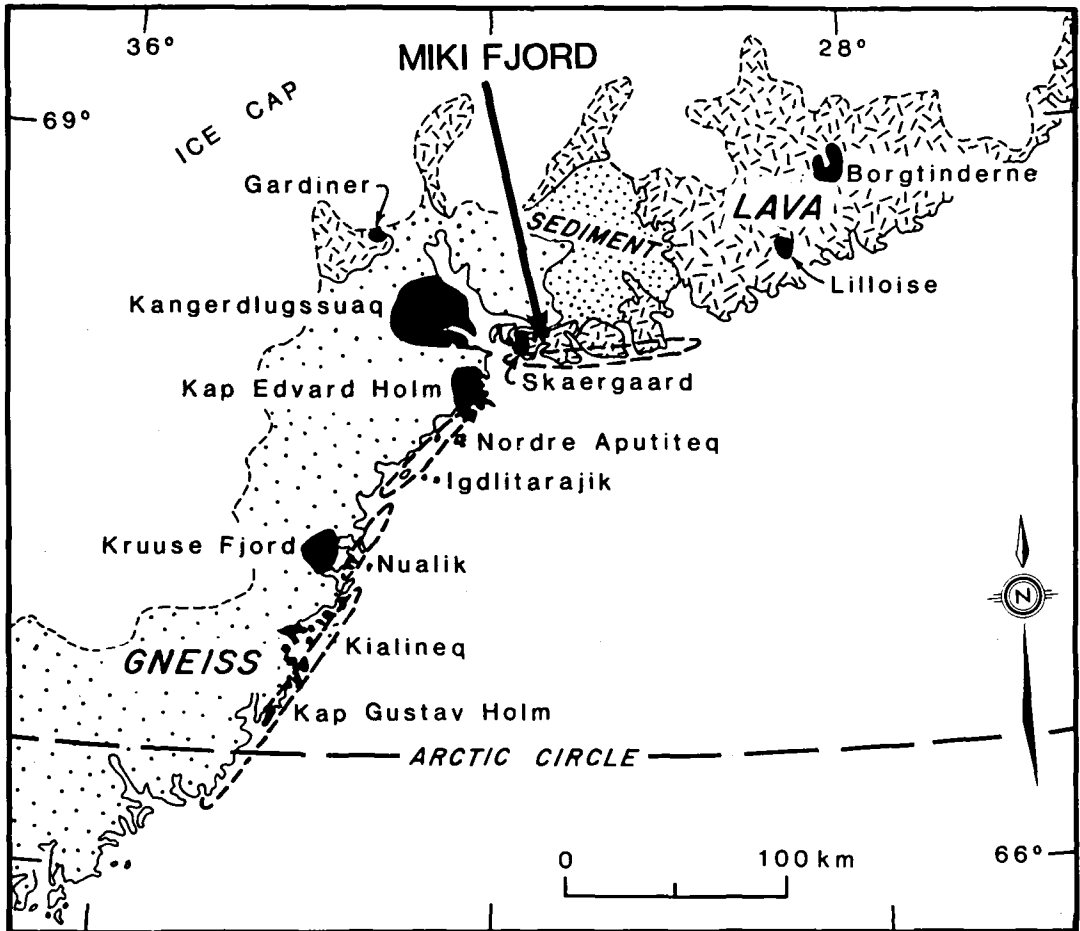 36°
28°
MIKI FJORD
69°
ICE CAP
Gardiner
Borgtinderne
LAVA
SEDIMENT
Lilloise
Kangerdlugssuaq
Skaergaard
Kap Edvard Holm
Nordre Aputiteq
Igdlitarajik
Kruuse Fjord
Nualik
N
Kialineq
GNEISS
Kap Gustav Holm
ARCTIC CIRCLE
0 100 km
66°